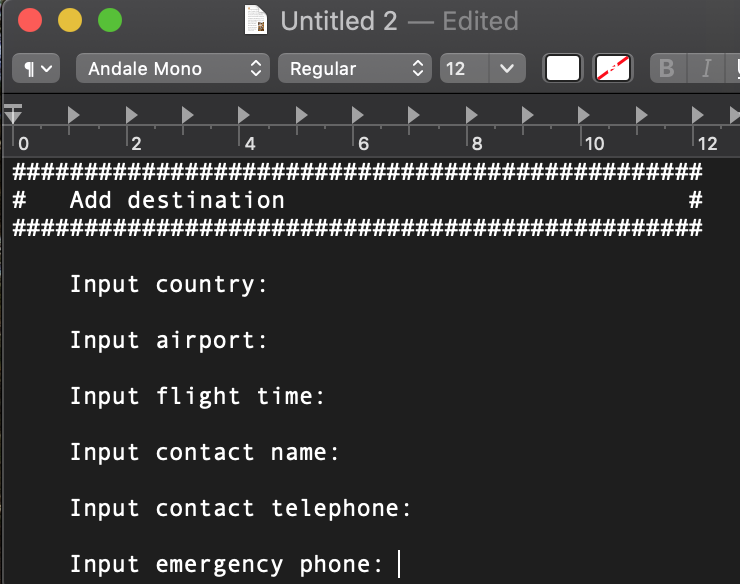 Untitled 2 — Edited
¶ Andale Mono Regular 12 B I U
0 2 4 6 8 10 12
################################################
#   Add destination                            #
################################################
Input country:
Input airport:
Input flight time:
Input contact name:
Input contact telephone:
Input emergency phone: